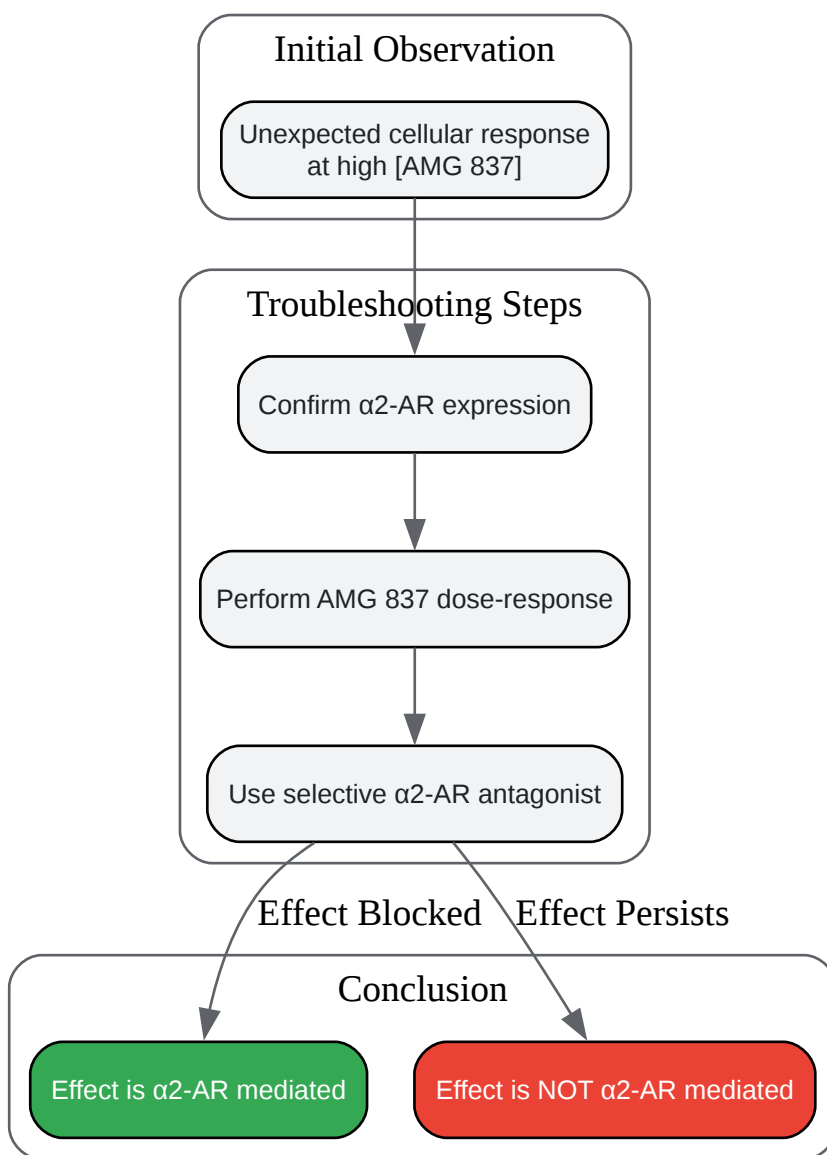 Initial Observation
Unexpected cellular response
at high [AMG 837]
Troubleshooting Steps
Confirm α2-AR expression
Perform AMG 837 dose-response
Use selective α2-AR antagonist
Effect Blocked
Effect Persists
Conclusion
Effect is α2-AR mediated
Effect is NOT α2-AR mediated